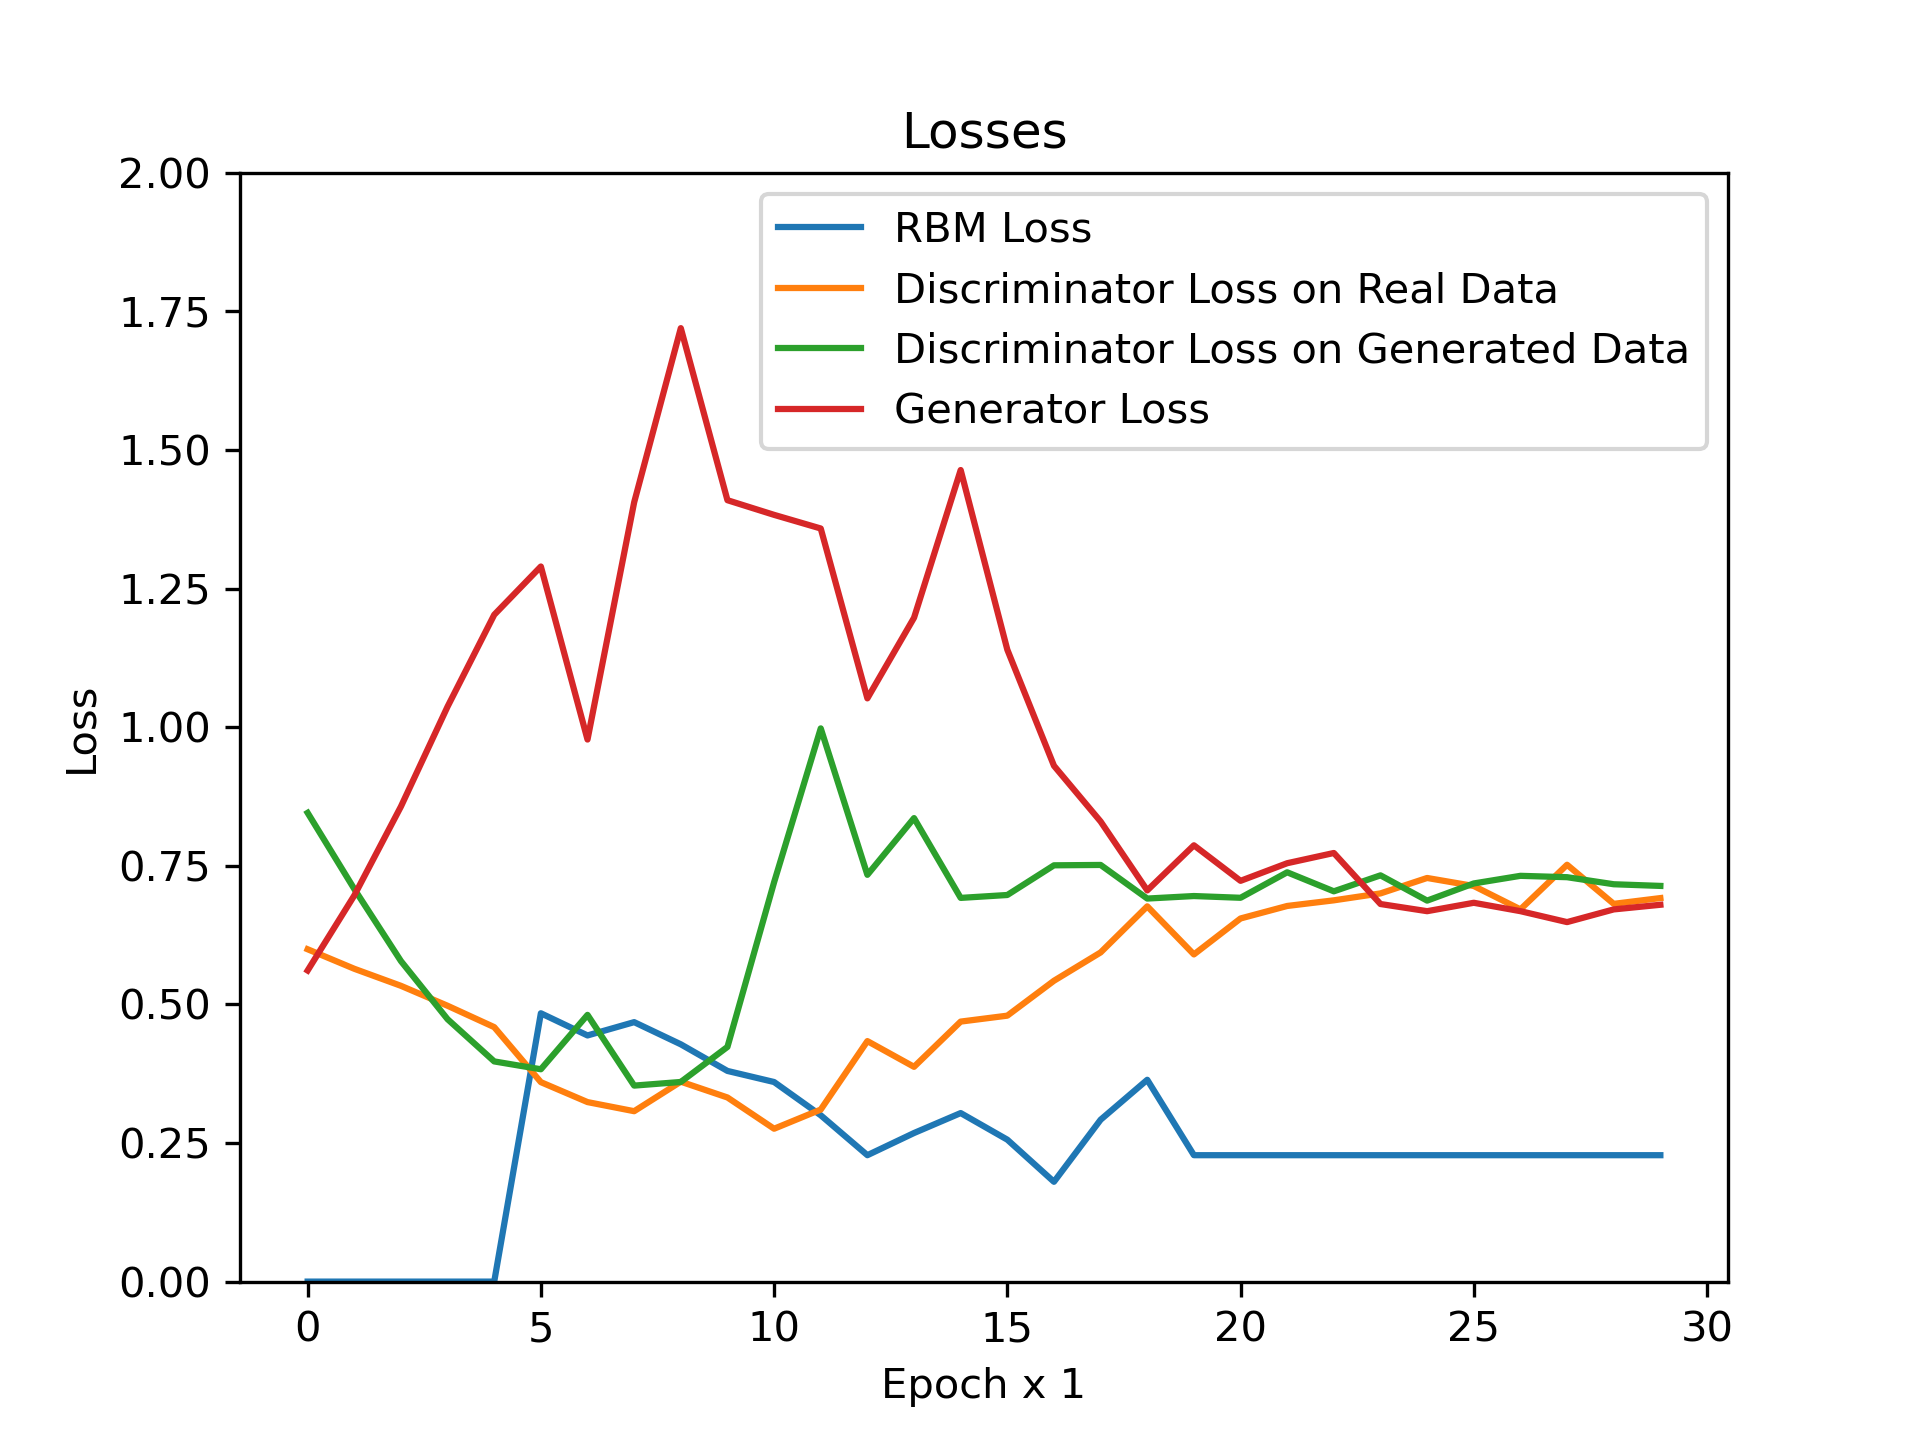 Losses
2.00
1.75
1.50
1.25
1.00
0.75
0.50
0.25
0.00
Loss
RBM Loss
Discriminator Loss on Real Data
Discriminator Loss on Generated Data
Generator Loss
0 5 10 15 20 25 30
Epoch x 1